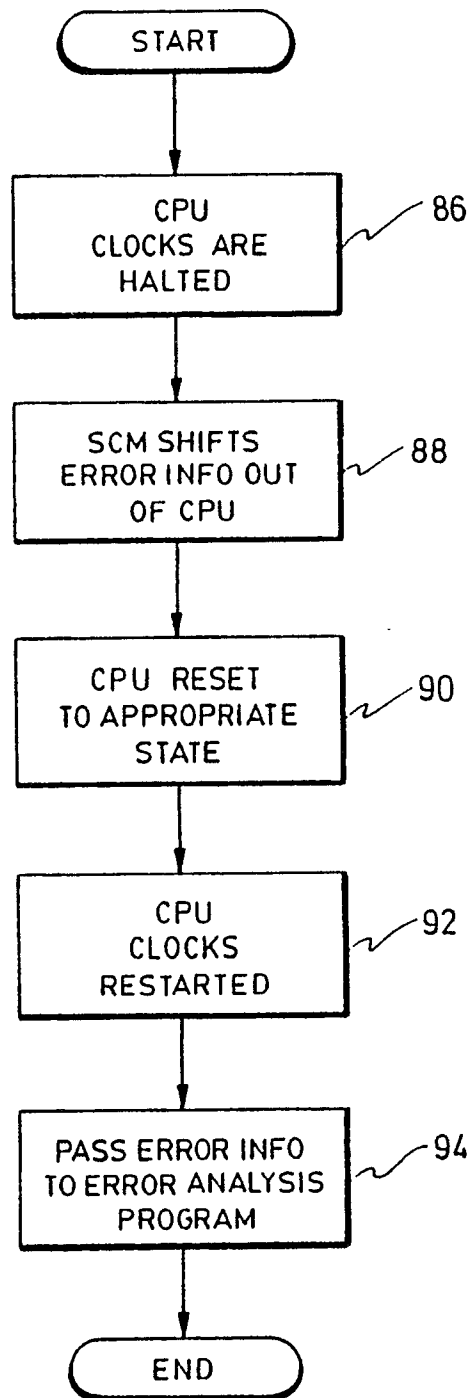 START
CPU
CLOCKS ARE
HALTED
86
SCM SHIFTS
ERROR INFO OUT
OF CPU
88
CPU RESET
TO APPROPRIATE
STATE
90
CPU
CLOCKS
RESTARTED
92
PASS ERROR INFO
TO ERROR ANALYSIS
PROGRAM
94
END